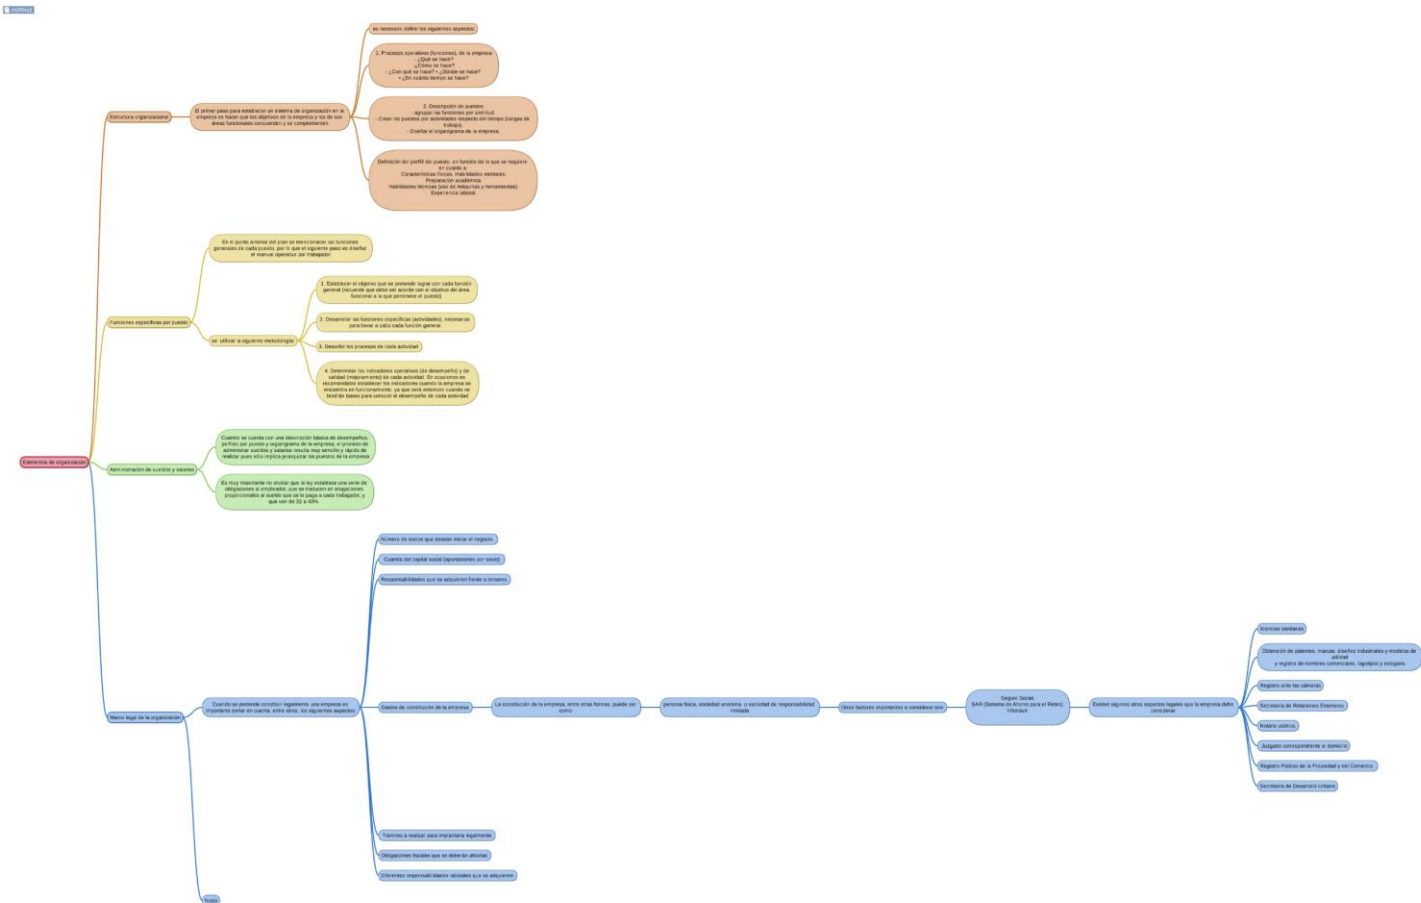 Elementos de organización
Estructura organizacional
El primer paso para establecer un sistema de organización en la
empresa es hacer que los objetivos de la empresa y los de sus
áreas funcionales concuerden y se complementen
es necesario definir los siguientes aspectos:
1. Procesos operativos (funciones), de la empresa
- ¿Qué se hace?
¿Cómo se hace?
- ¿Con qué se hace? • ¿Dónde se hace?
• ¿En cuánto tiempo se hace?
2. Descripción de puestos:
- agrupar las funciones por similitud.
- Crear los puestos por actividades respecto del tiempo (cargas de
trabajo).
- Diseñar el organigrama de la empresa.
Definición del perfil del puesto, en función de lo que se requiere
en cuanto a:
Características físicas. Habilidades mentales.
Preparación académica.
Habilidades técnicas (uso de máquinas y herramientas).
Experiencia laboral.
Funciones específicas por puesto
En el punto anterior del plan se mencionaron las funciones
generales de cada puesto, por lo que el siguiente paso es diseñar
el manual operativo por trabajador
se utilizar la siguiente metodología:
1. Establecer el objetivo que se pretende lograr con cada función
general (recuerde que debe ser acorde con el objetivo del área
funcional a la que pertenece el puesto).
2. Desarrollar las funciones específicas (actividades), necesarias
para llevar a cabo cada función general.
3. Describir los procesos de cada actividad
4. Determinar los indicadores operativos (de desempeño) y de
calidad (mejoramiento) de cada actividad. En ocasiones es
recomendable establecer los indicadores cuando la empresa se
encuentra en funcionamiento, ya que será entonces cuando se
tendrán bases para conocer el desempeño de cada actividad
Administración de sueldos y salarios
Cuando se cuenta con una descripción básica de desempeños,
perfiles por puesto y organigrama de la empresa, el proceso de
administrar sueldos y salarios resulta muy sencillo y rápido de
realizar pues sólo implica jerarquizar los puestos de la empresa
Es muy importante no olvidar que la ley establece una serie de
obligaciones al empleador, que se traducen en erogaciones
proporcionales al sueldo que se le paga a cada trabajador, y
que van de 32 a 40%.
Marco legal de la organización
Cuando se pretende constituir legalmente una empresa es
importante tomar en cuenta, entre otros, los siguientes aspectos:
Número de socios que desean iniciar el negocio.
Cuantía del capital social (aportaciones por socio).
Responsabilidades que se adquieren frente a terceros.
Gastos de constitución de la empresa
La constitución de la empresa, entre otras formas, puede ser
como
persona física, sociedad anónima, o sociedad de responsabilidad
limitada
Otros factores importantes a considerar son:
Seguro Social.
SAR (Sistema de Ahorro para el Retiro).
Infonavit
Existen algunos otros aspectos legales que la empresa debe
considerar
licencias sanitarias
Obtención de patentes, marcas, diseños industriales y modelos de
utilidad
y registro de nombres comerciales, logotipos y eslogans
Registro ante las cámaras
Secretaría de Relaciones Exteriores.
Notario público.
Juzgado correspondiente al domicilio
Registro Público de la Propiedad y del Comercio
Secretaría de Desarrollo Urbano
Trámites a realizar para implantarla legalmente.
Obligaciones fiscales que se deberán afrontar
Diferentes responsabilidades laborales que se adquieren
Nodo